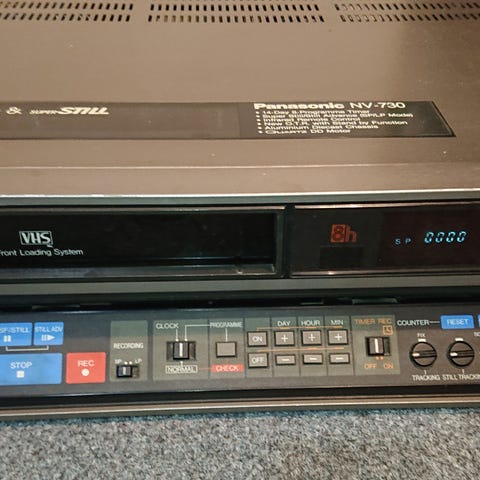 & SUPER STILL
Panasonic NV-730
• 14-Day 8-Programme Timer
• Super Still/Still Advance (SP/LP Mode)
• Infrared Remote Control
• New O.T.R. with Stand by Function
• Aluminium Diecast Chassis
• Quartz DD Motor
VHS
Front Loading System
8h
SP 0000
SF/STILL
STILL ADV
STOP
REC
RECORDING
SP LP
CLOCK
PROGRAMME
NORMAL
CHECK
DAY HOUR MIN
ON + + +
OFF - - -
TIMER REC
OFF ON
COUNTER
RESET
FIX
TRACKING STILL TRACKING